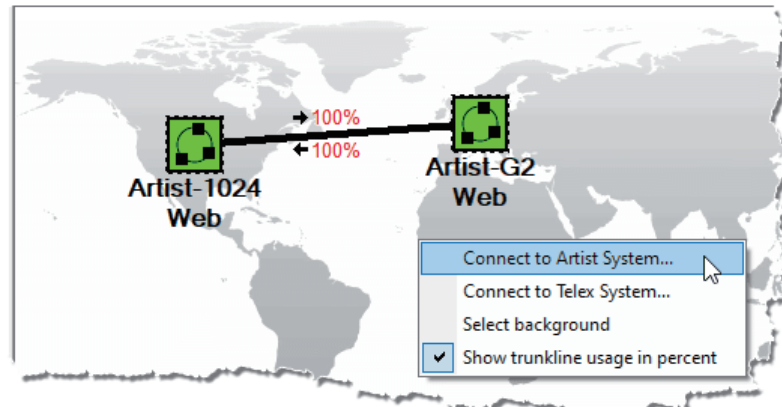 100%
100%
Artist-1024
Web
Artist-G2
Web
Connect to Artist System...
Connect to Telex System...
Select background
Show trunkline usage in percent